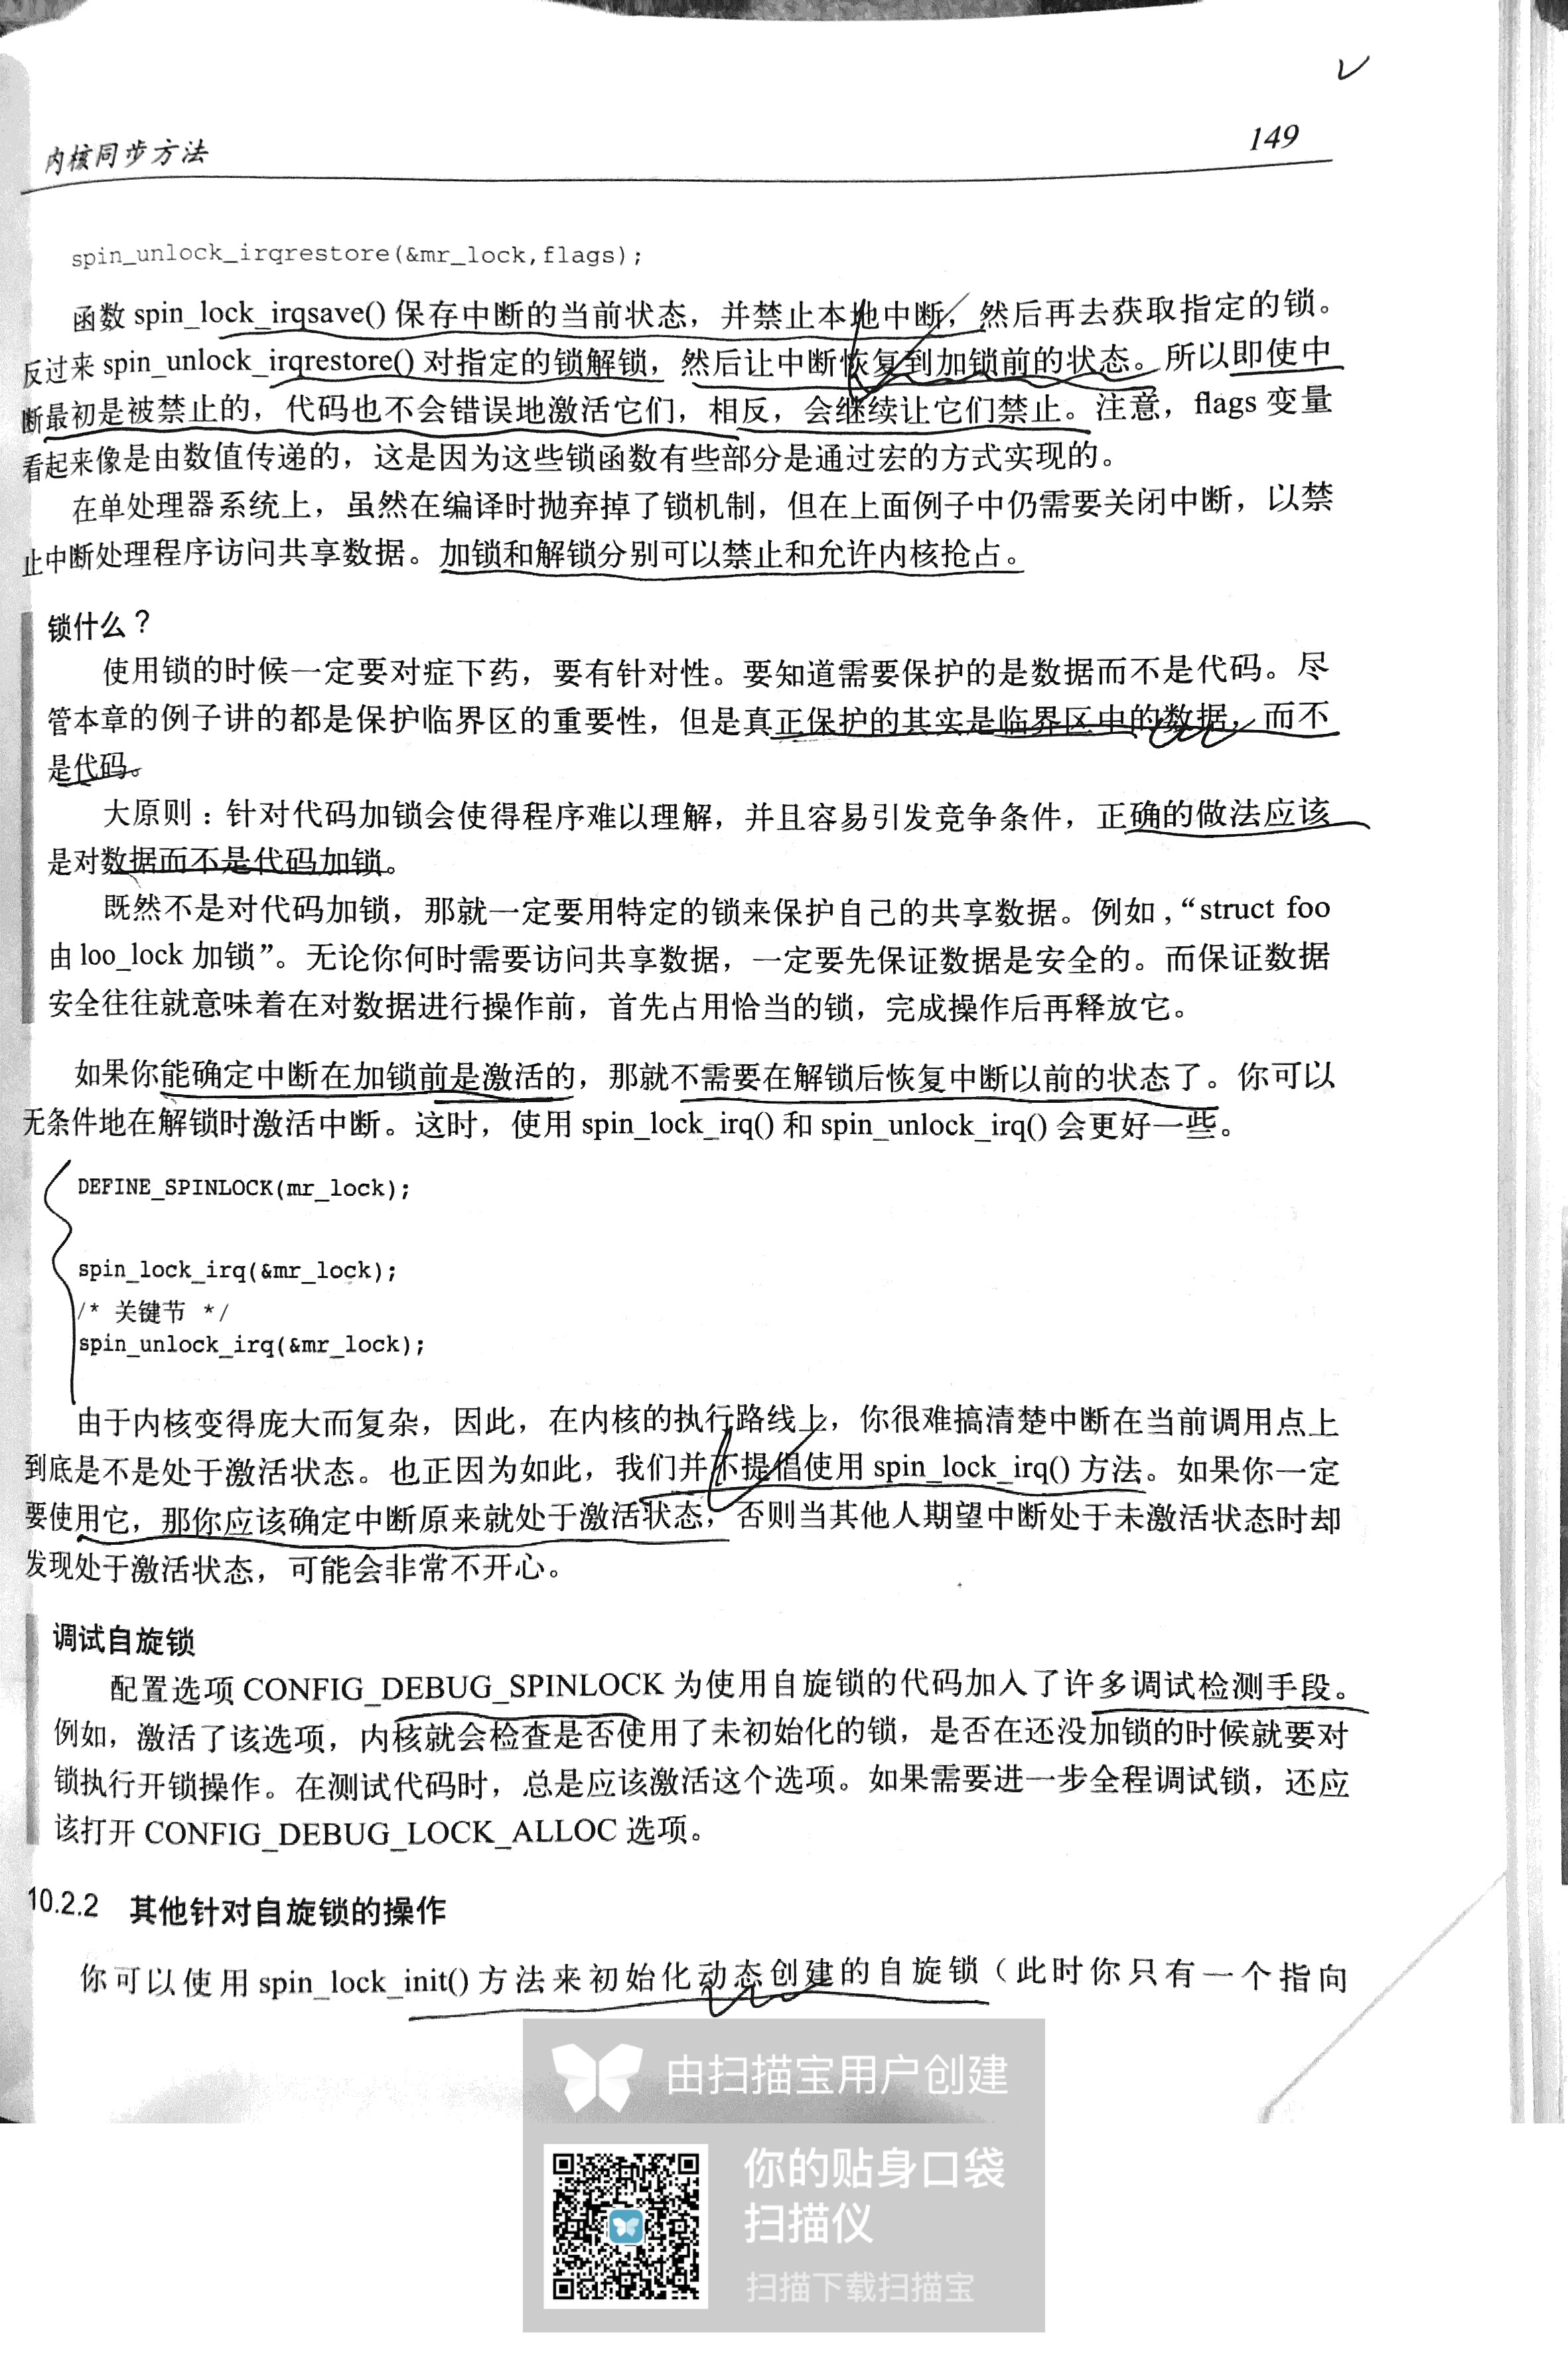 内核同步方法
149
spin_unlock_irqrestore(&mr_lock,flags);
函数 spin_lock_irqsave() 保存中断的当前状态，并禁止本地中断，然后再去获取指定的锁。
反过来 spin_unlock_irqrestore() 对指定的锁解锁，然后让中断恢复到加锁前的状态。所以即使中
断最初是被禁止的，代码也不会错误地激活它们，相反，会继续让它们禁止。注意，flags 变量
看起来像是由数值传递的，这是因为这些锁函数有些部分是通过宏的方式实现的。
在单处理器系统上，虽然在编译时抛弃掉了锁机制，但在上面例子中仍需要关闭中断，以禁
止中断处理程序访问共享数据。加锁和解锁分别可以禁止和允许内核抢占。
锁什么？
使用锁的时候一定要对症下药，要有针对性。要知道需要保护的是数据而不是代码。尽
管本章的例子讲的都是保护临界区的重要性，但是真正保护的其实是临界区中的数据，而不
是代码。
大原则：针对代码加锁会使得程序难以理解，并且容易引发竞争条件，正确的做法应该
是对数据而不是代码加锁。
既然不是对代码加锁，那就一定要用特定的锁来保护自己的共享数据。例如，“struct foo
由 loo_lock 加锁”。无论你何时需要访问共享数据，一定要先保证数据是安全的。而保证数据
安全往往就意味着在对数据进行操作前，首先占用恰当的锁，完成操作后再释放它。
如果你能确定中断在加锁前是激活的，那就不需要在解锁后恢复中断以前的状态了。你可以
无条件地在解锁时激活中断。这时，使用 spin_lock_irq() 和 spin_unlock_irq() 会更好一些。
DEFINE_SPINLOCK(mr_lock);
spin_lock_irq(&mr_lock);
/* 关键节 */
spin_unlock_irq(&mr_lock);
由于内核变得庞大而复杂，因此，在内核的执行路线上，你很难搞清楚中断在当前调用点上
到底是不是处于激活状态。也正因为如此，我们并不提倡使用 spin_lock_irq() 方法。如果你一定
要使用它，那你应该确定中断原来就处于激活状态，否则当其他人期望中断处于未激活状态时却
发现处于激活状态，可能会非常不开心。
调试自旋锁
配置选项 CONFIG_DEBUG_SPINLOCK 为使用自旋锁的代码加入了许多调试检测手段。
例如，激活了该选项，内核就会检查是否使用了未初始化的锁，是否在还没加锁的时候就要对
锁执行开锁操作。在测试代码时，总是应该激活这个选项。如果需要进一步全程调试锁，还应
该打开 CONFIG_DEBUG_LOCK_ALLOC 选项。
10.2.2 其他针对自旋锁的操作
你可以使用 spin_lock_init() 方法来初始化动态创建的自旋锁（此时你只有一个指向
由扫描宝用户创建
你的贴身口袋
扫描仪
扫描下载扫描宝